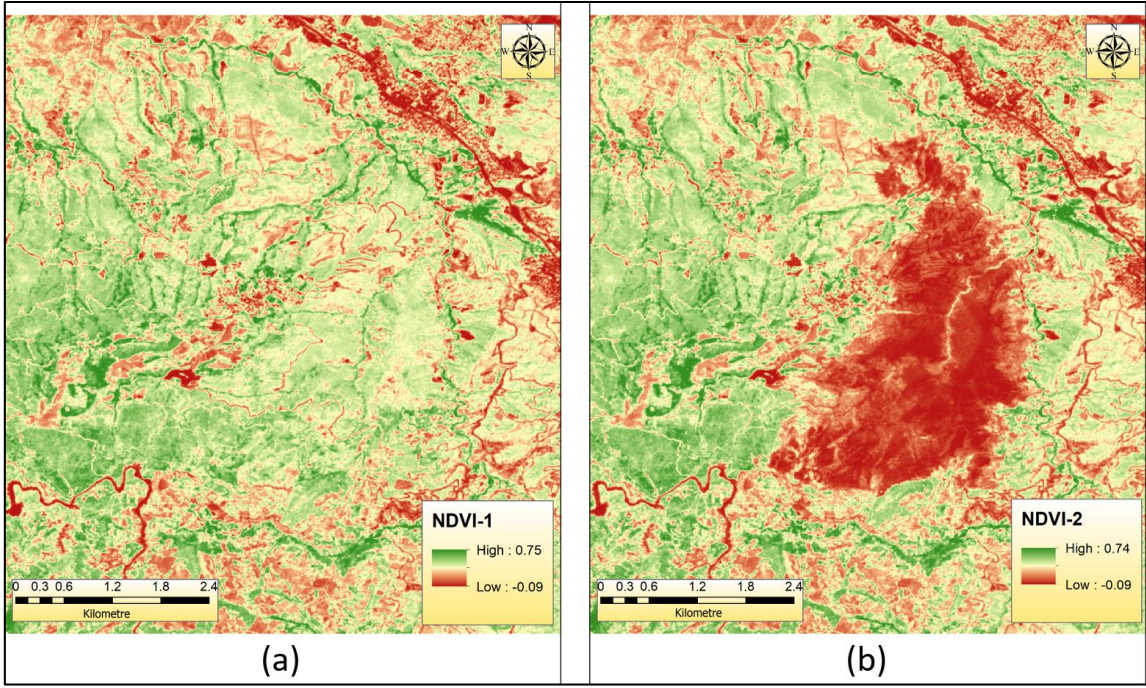 N
W E
S
NDVI-1
High : 0.75
Low : -0.09
0 0.3 0.6 1.2 1.8 2.4
Kilometre
(a)
N
W E
S
NDVI-2
High : 0.74
Low : -0.09
0 0.3 0.6 1.2 1.8 2.4
Kilometre
(b)